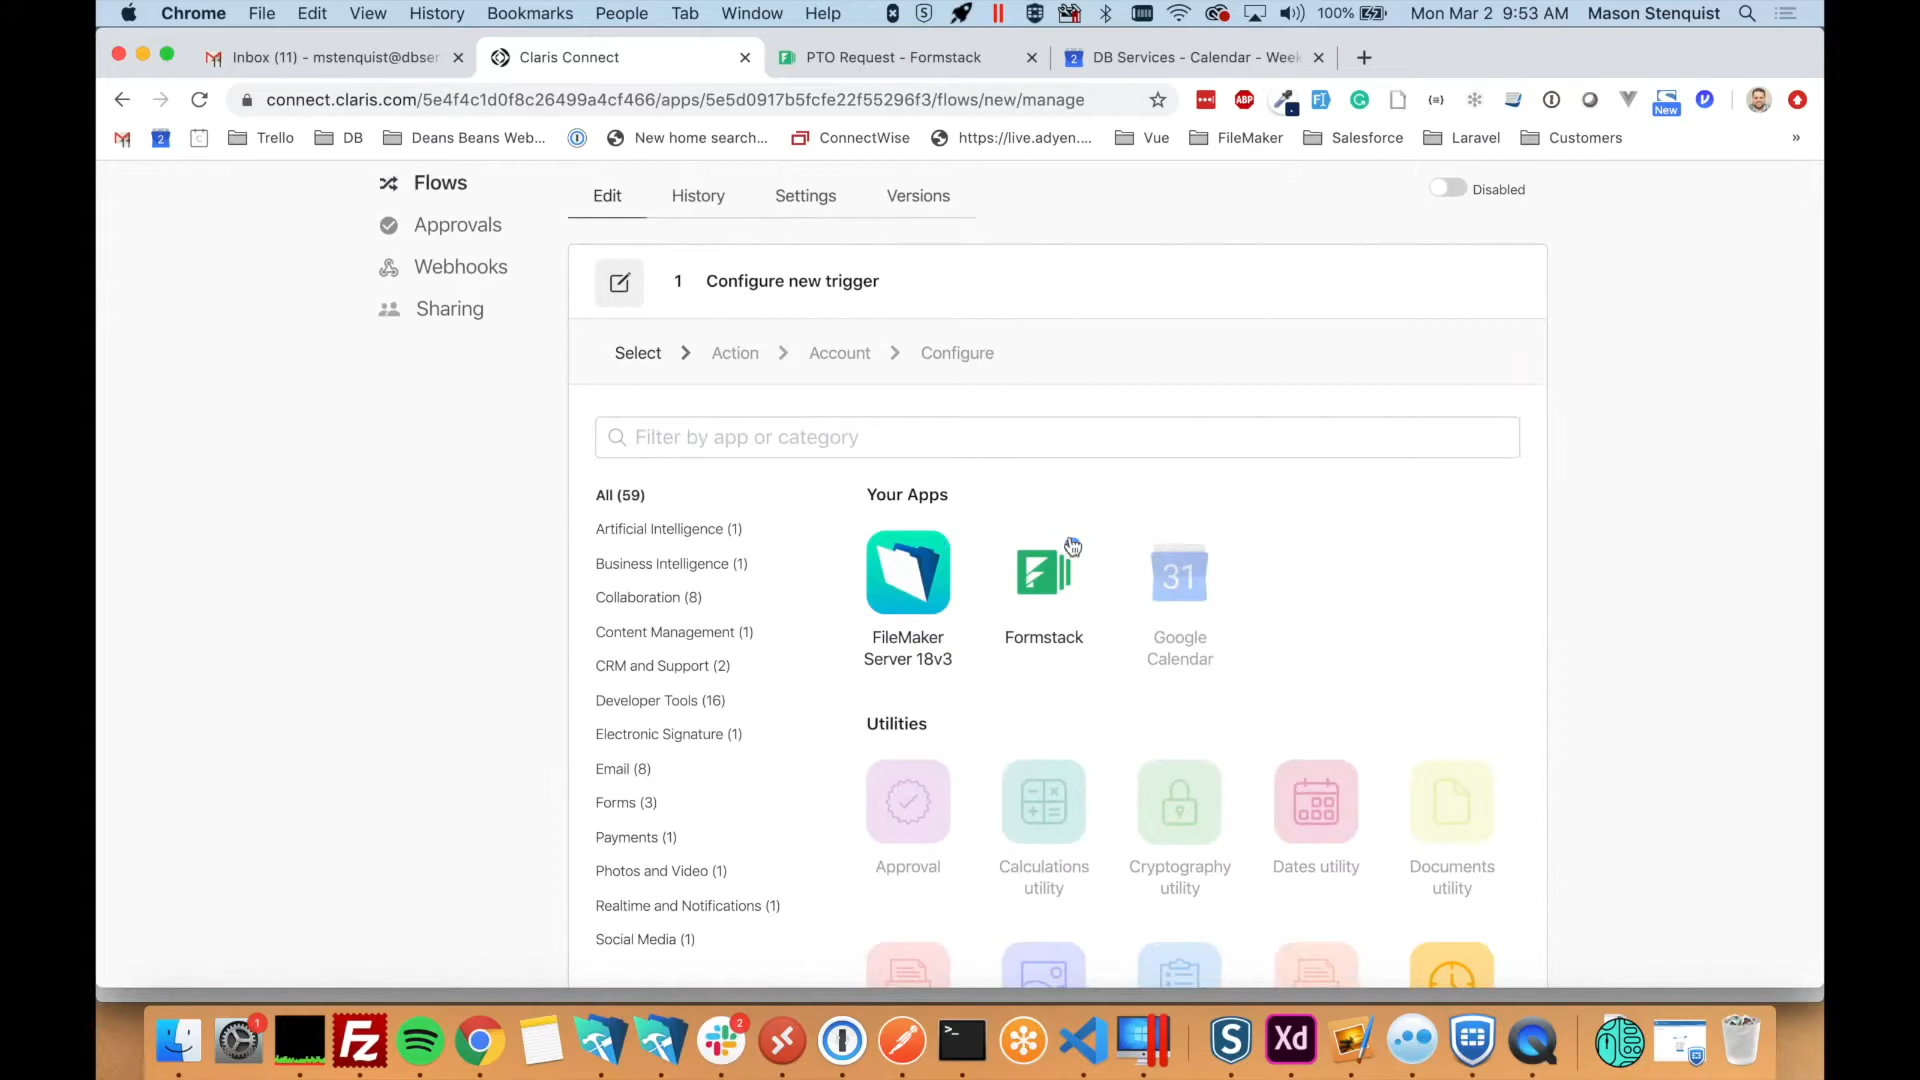 Chrome File Edit View History Bookmarks People Tab Window Help 100% Mon Mar 2 9:53 AM Mason Stenquist
Inbox (11) - mstenquist@dbser
Claris Connect
PTO Request - Formstack
2 DB Services - Calendar - Week
connect.claris.com/5e4f4c1d0f8c26499a4cf466/apps/5e5d0917b5fcfe22f55296f3/flows/new/manage
ABP
New
2 Trello DB Deans Beans Web... New home search... ConnectWise https://live.adyen.... Vue FileMaker Salesforce Laravel Customers »
Flows
Approvals
Webhooks
Sharing
Edit History Settings Versions
Disabled
1 Configure new trigger
Select Action Account Configure
Filter by app or category
All (59)
Artificial Intelligence (1)
Business Intelligence (1)
Collaboration (8)
Content Management (1)
CRM and Support (2)
Developer Tools (16)
Electronic Signature (1)
Email (8)
Forms (3)
Payments (1)
Photos and Video (1)
Realtime and Notifications (1)
Social Media (1)
Your Apps
31
FileMaker
Server 18v3
Formstack
Google
Calendar
Utilities
Approval
Calculations
utility
Cryptography
utility
Dates utility
Documents
utility
1
2
Xd